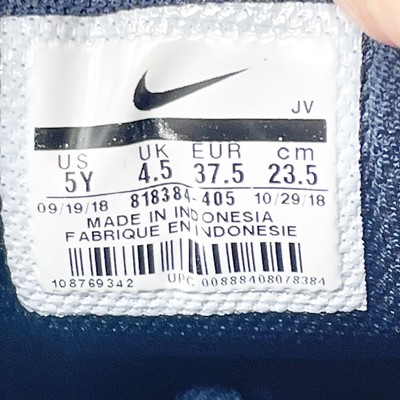 JV
US UK EUR cm
5Y 4.5 37.5 23.5
09/19/18 818384-405 10/29/18
MADE IN INDONESIA
FABRIQUE EN INDONESIE
108769342 UPC 00888408078384